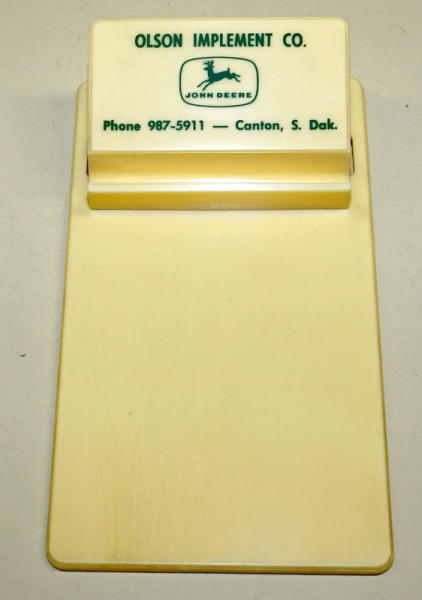 OLSON IMPLEMENT CO.
JOHN DEERE
Phone 987-5911 — Canton, S. Dak.